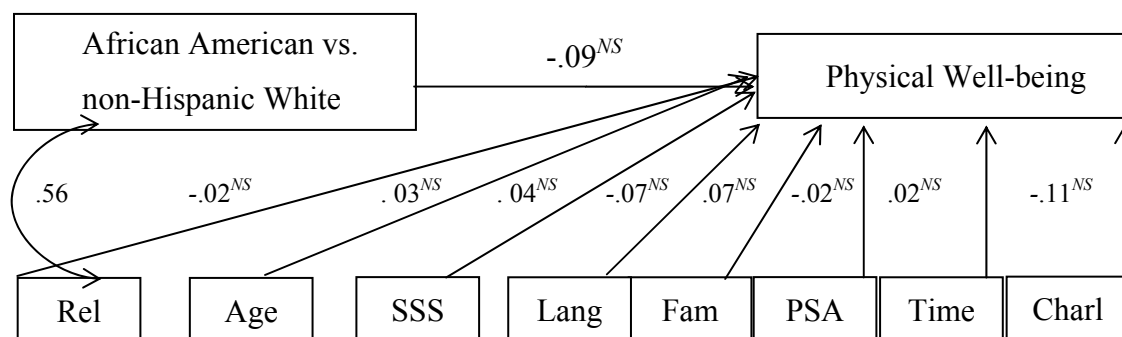 African American vs.
non-Hispanic White
-.09NS
Physical Well-being
.56
-.02NS
. 03NS
. 04NS
-.07NS
.07NS
-.02NS
.02NS
-.11NS
Rel
Age
SSS
Lang
Fam
PSA
Time
Charl